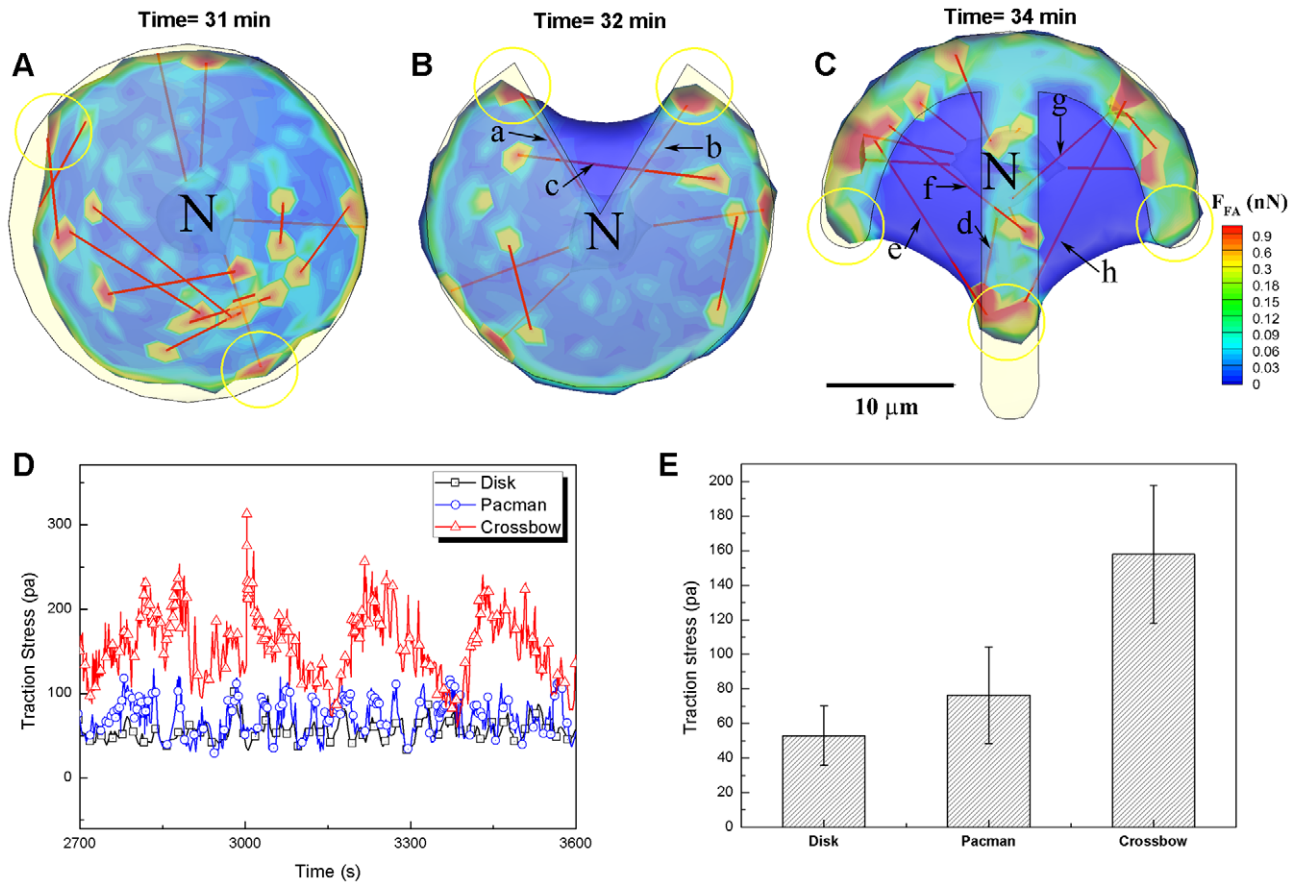 Time= 31 min
Time= 32 min
Time= 34 min
A
N
B
a
b
c
N
C
g
N
f
d
e
h
10 μm
F_FA (nN)
0.9
0.6
0.3
0.15
0.12
0.09
0.06
0.03
0
D
Traction Stress (pa)
300
200
100
0
Disk
Pacman
Crossbow
2700
3000
3300
3600
Time (s)
E
Traction stress (pa)
200
180
160
140
120
100
80
60
40
20
0
Disk
Pacman
Crossbow